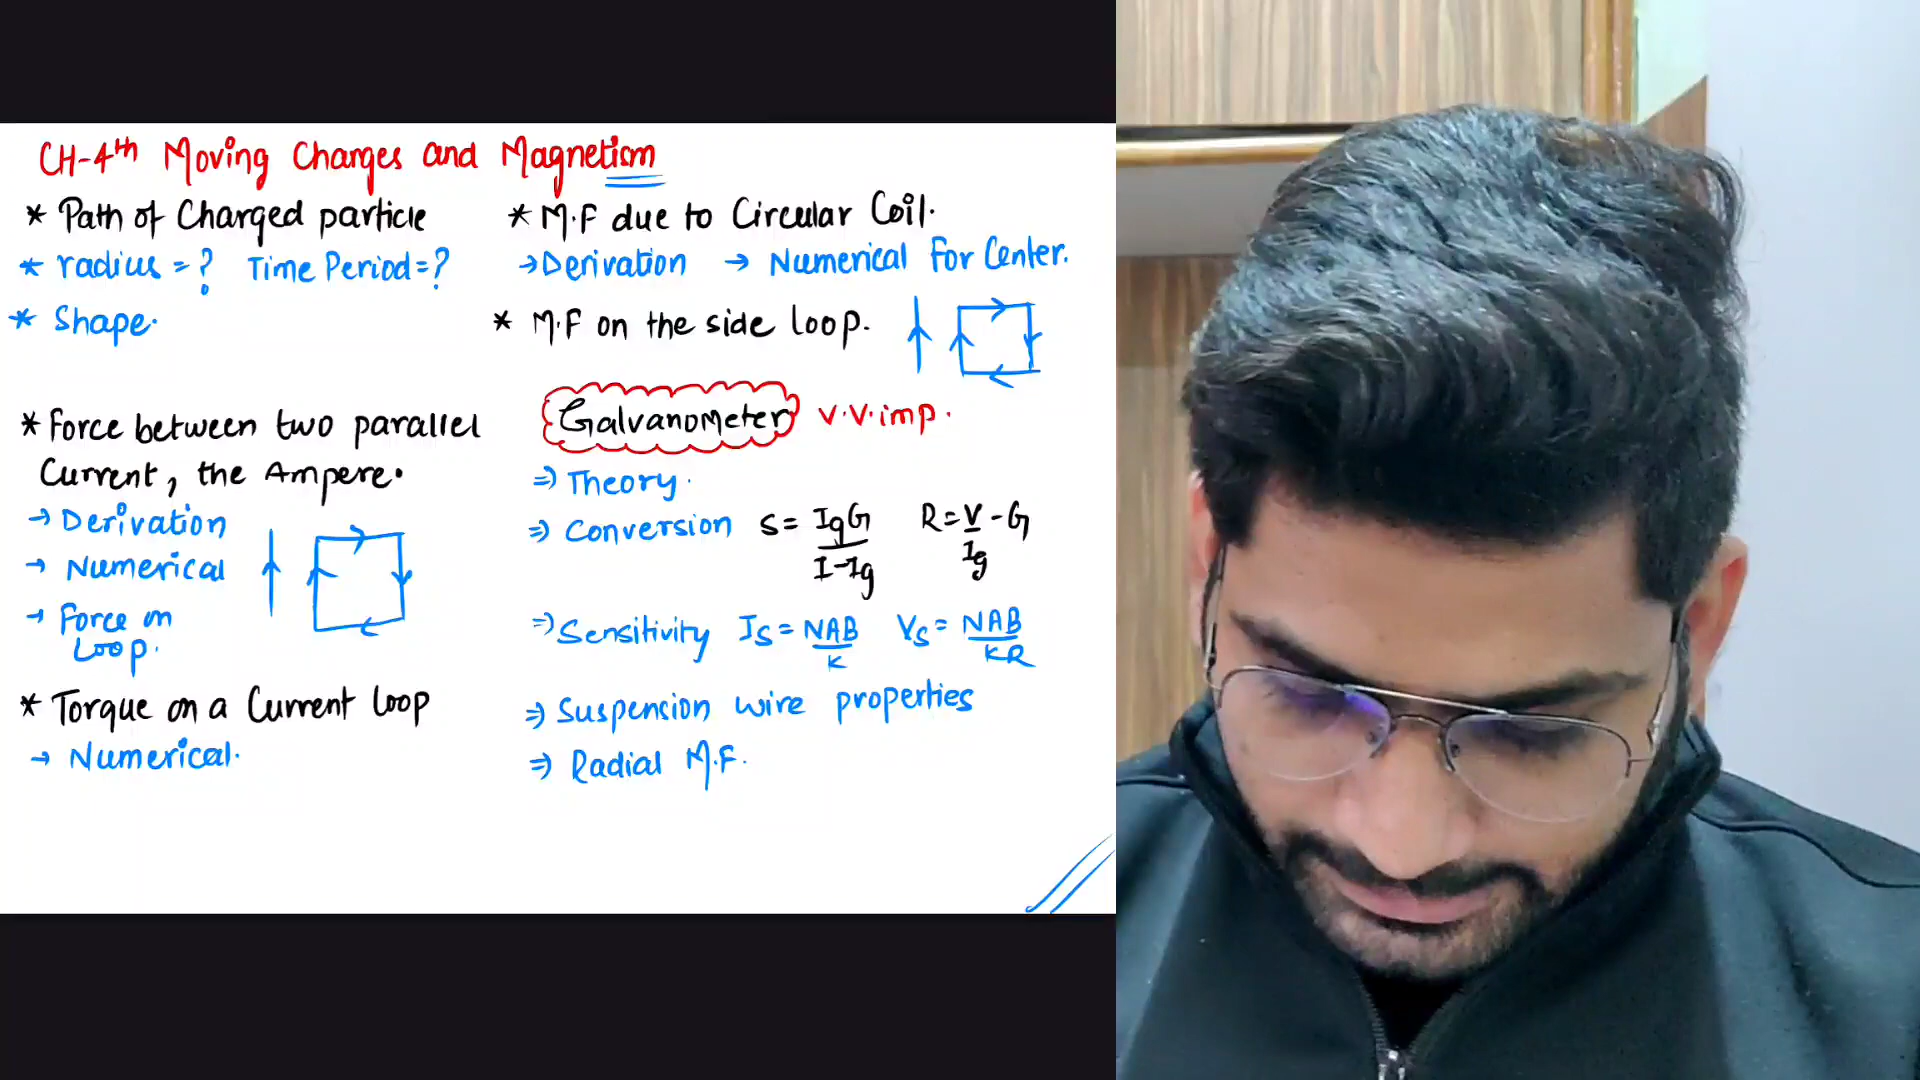 CH-4th Moving Charges and Magnetism
* Path of Charged particle
* radius = ? Time Period = ?
* Shape.
* Force between two parallel
Current, the Ampere.
→ Derivation
→ Numerical
→ Force on
Loop.
* Torque on a Current loop
→ Numerical.
* M.F due to Circular Coil.
→ Derivation → Numerical For Center.
* M.F on the side loop.
Galvanometer V.V.imp.
⇒ Theory.
⇒ Conversion S = IgG / I-Ig R = V/Ig - G
⇒ Sensitivity Is = NAB/K Vs = NAB/KR
⇒ Suspension wire properties
⇒ Radial M.F.